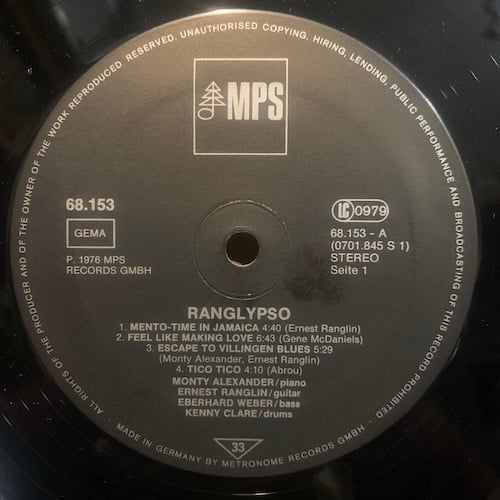 ALL RIGHTS OF THE PRODUCER AND OF THE OWNER OF THE WORK REPRODUCED RESERVED. UNAUTHORISED COPYING, HIRING, LENDING, PUBLIC PERFORMANCE AND BROADCASTING OF THIS RECORD PROHIBITED
MPS
68.153
GEMA
P. 1976 MPS
RECORDS GMBH
LC 0979
68.153 - A
(0701.845 S 1)
STEREO
Seite 1
RANGLYPSO
1. MENTO-TIME IN JAMAICA 4:40 (Ernest Ranglin)
2. FEEL LIKE MAKING LOVE 6:43 (Gene McDaniels)
3. ESCAPE TO VILLINGEN BLUES 5:29
(Monty Alexander, Ernest Ranglin)
4. TICO TICO 4:10 (Abrou)
MONTY ALEXANDER/piano
ERNEST RANGLIN/guitar
EBERHARD WEBER/bass
KENNY CLARE/drums
33
MADE IN GERMANY BY METRONOME RECORDS GMBH